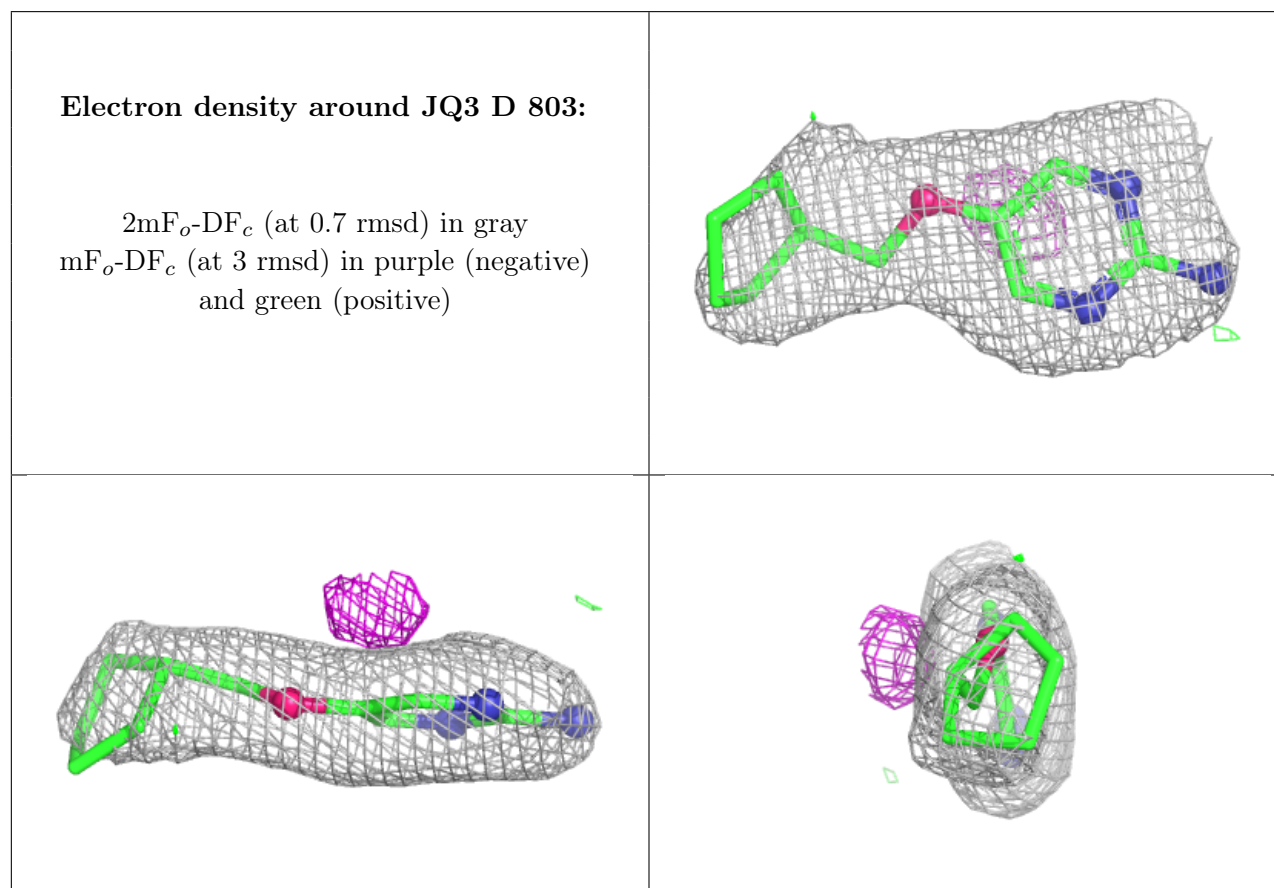 Electron density around JQ3 D 803:
2mFₒ-DF𝒸 (at 0.7 rmsd) in gray
mFₒ-DF𝒸 (at 3 rmsd) in purple (negative)
and green (positive)